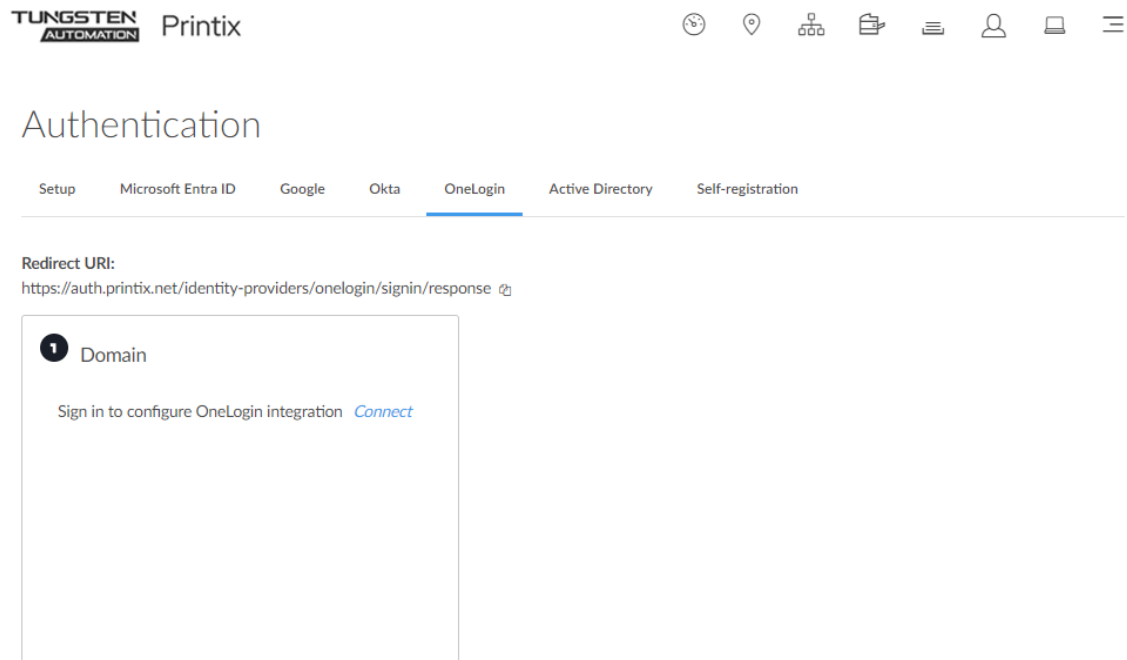 TUNGSTEN
AUTOMATION
Printix
Authentication
Setup Microsoft Entra ID Google Okta OneLogin Active Directory Self-registration
Redirect URI:
https://auth.printix.net/identity-providers/onelogin/signin/response
1 Domain
Sign in to configure OneLogin integration Connect